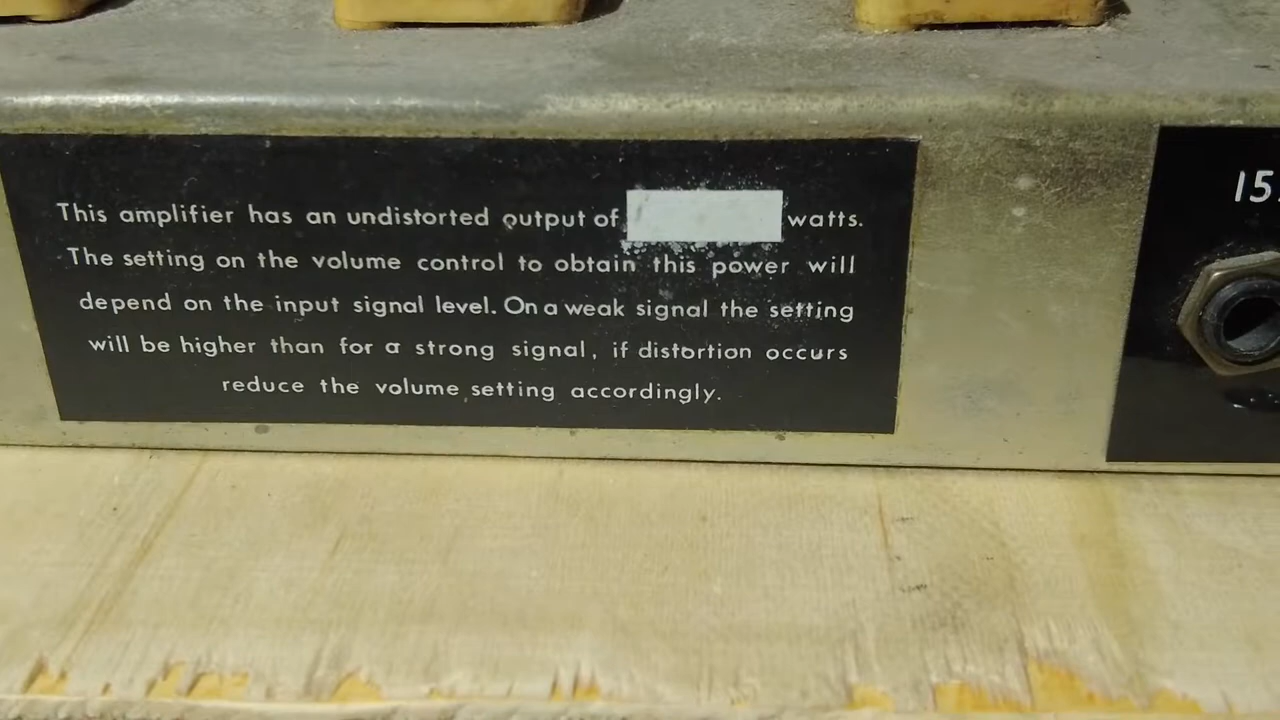 This amplifier has an undistorted output of watts.
The setting on the volume control to obtain this power will
depend on the input signal level. On a weak signal the setting
will be higher than for a strong signal, if distortion occurs
reduce the volume setting accordingly.
15